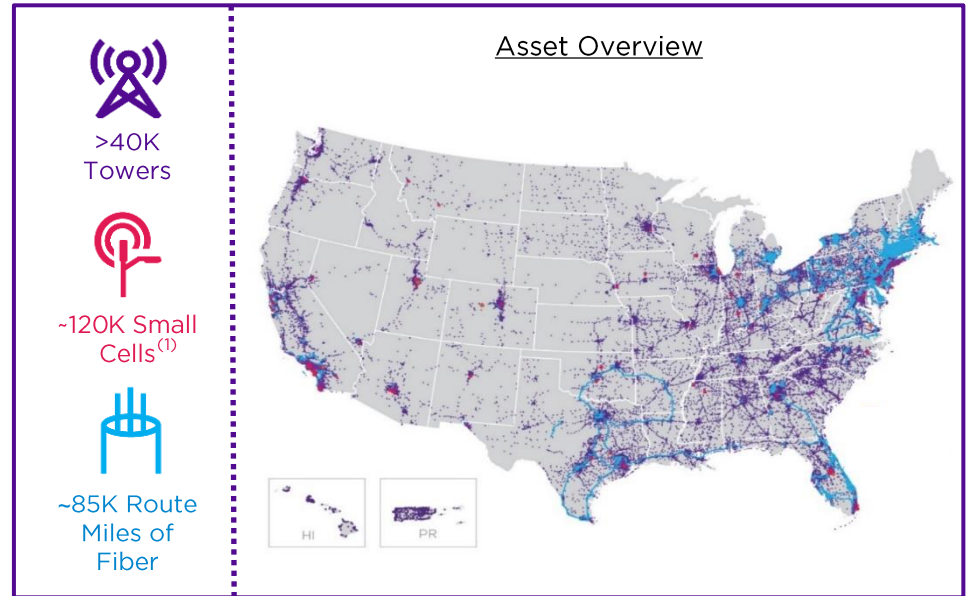 Asset Overview
>40K
Towers
~120K Small
Cells(1)
~85K Route
Miles of
Fiber
HI
PR